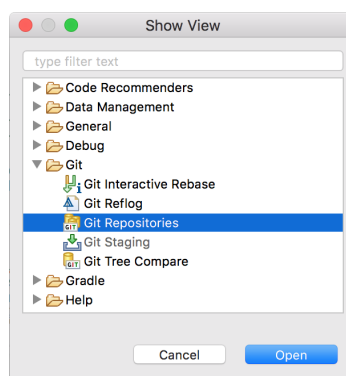 Show View
type filter text
Code Recommenders
Data Management
General
Debug
Git
Git Interactive Rebase
Git Reflog
Git Repositories
Git Staging
Git Tree Compare
Gradle
Help
Cancel Open